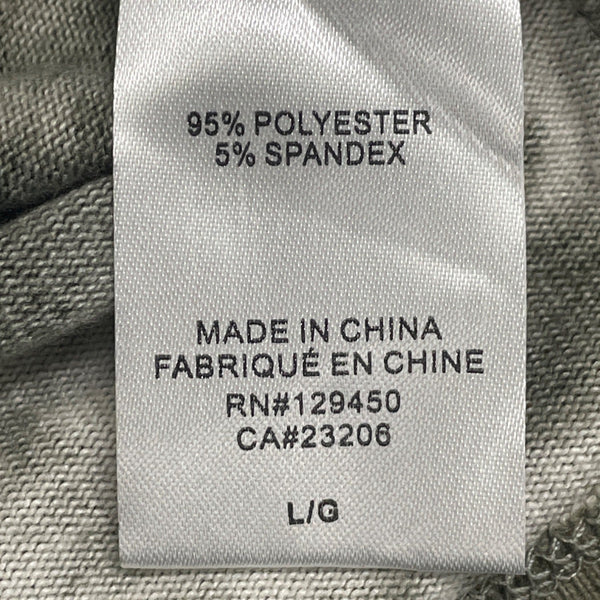 95% POLYESTER
5% SPANDEX
MADE IN CHINA
FABRIQUÉ EN CHINE
RN#129450
CA#23206
L/G